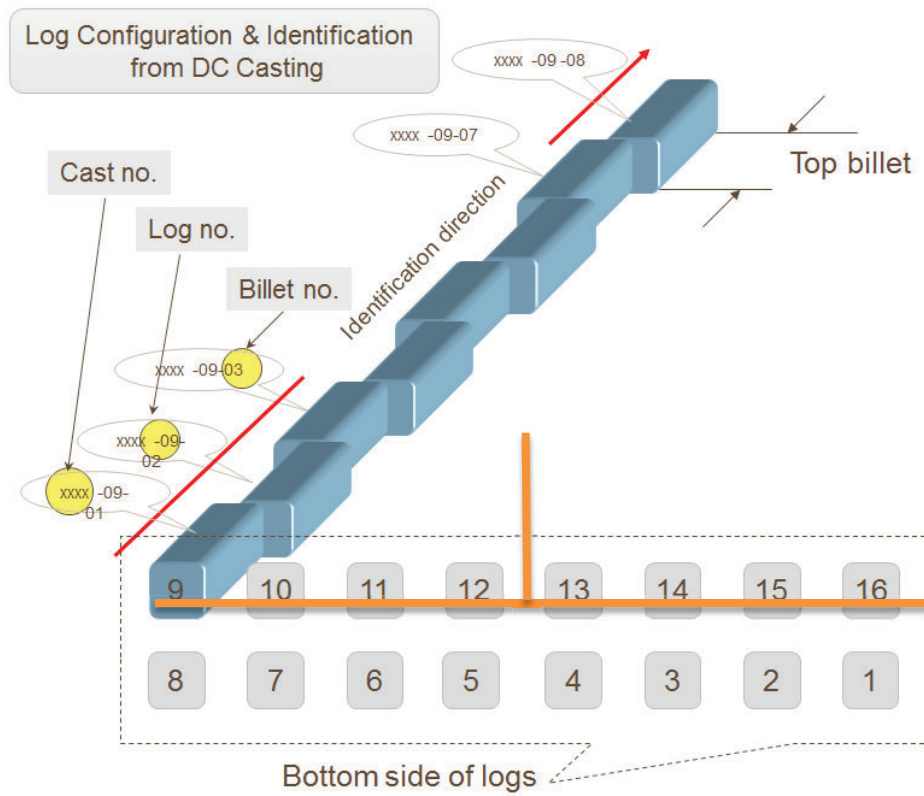 Log Configuration & Identification
from DC Casting
xxxx -09 -08
xxxx -09-07
Top billet
Cast no.
Log no.
Billet no.
Identification direction
xxxx -09-03
xxxx -09-
02
xxxx -09-
01
9 10 11 12 13 14 15 16
8 7 6 5 4 3 2 1
Bottom side of logs